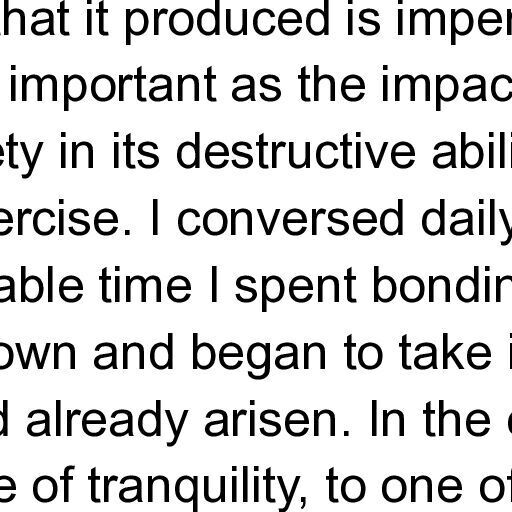 that it produced is imper
important as the impac
ety in its destructive abili
ercise. I conversed daily
able time I spent bondin
own and began to take i
d already arisen. In the c
e of tranquility, to one of